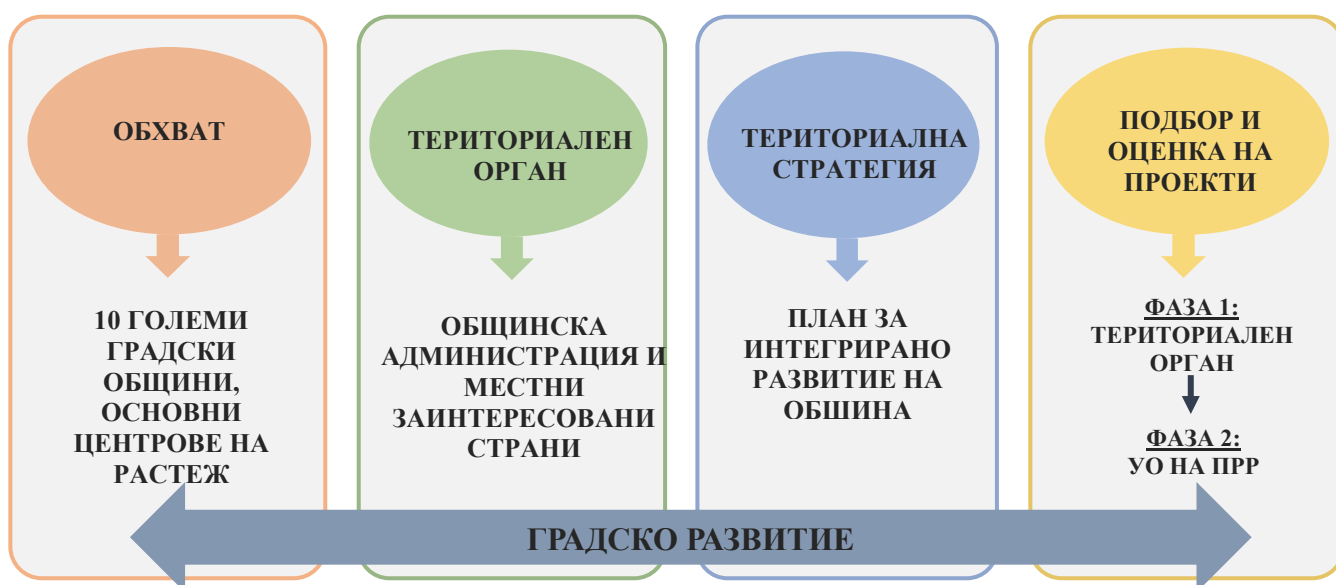 ОБХВАТ
10 ГОЛЕМИ
ГРАДСКИ
ОБЩИНИ,
ОСНОВНИ
ЦЕНТРОВЕ НА
РАСТЕЖ
ТЕРИТОРИАЛЕН
ОРГАН
ОБЩИНСКА
АДМИНИСТРАЦИЯ И
МЕСТНИ
ЗАИНТЕРЕСОВАНИ
СТРАНИ
ТЕРИТОРИАЛНА
СТРАТЕГИЯ
ПЛАН ЗА
ИНТЕГРИРАНО
РАЗВИТИЕ НА
ОБШИНА
ПОДБОР И
ОЦЕНКА НА
ПРОЕКТИ
ФАЗА 1:
ТЕРИТОРИАЛЕН
ОРГАН
ФАЗА 2:
УО НА ПРР
ГРАДСКО РАЗВИТИЕ